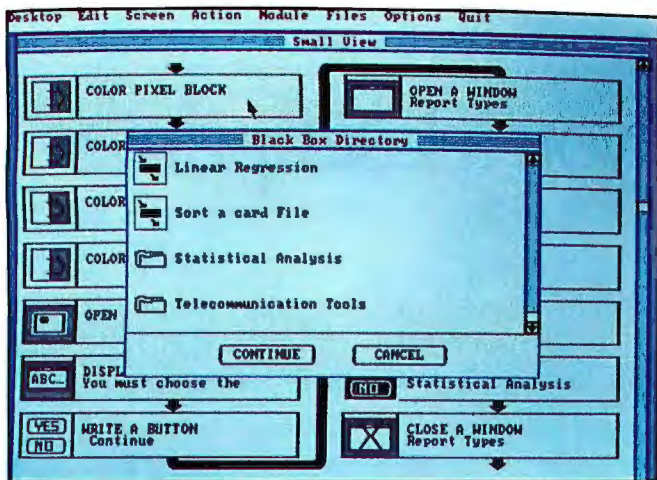 Desktop Edit Screen Action Module Files Options Quit
Small View
COLOR PIXEL BLOCK
COLOR
COLOR
COLOR
OPEN
ABC_
DISPL
You must choose the
YES
NO
WRITE A BUTTON
Continue
OPEN A WINDOW
Report Types
Black Box Directory
Linear Regression
Sort a card File
Statistical Analysis
Telecommunication Tools
CONTINUE
CANCEL
NO
Statistical Analysis
CLOSE A WINDOW
Report Types